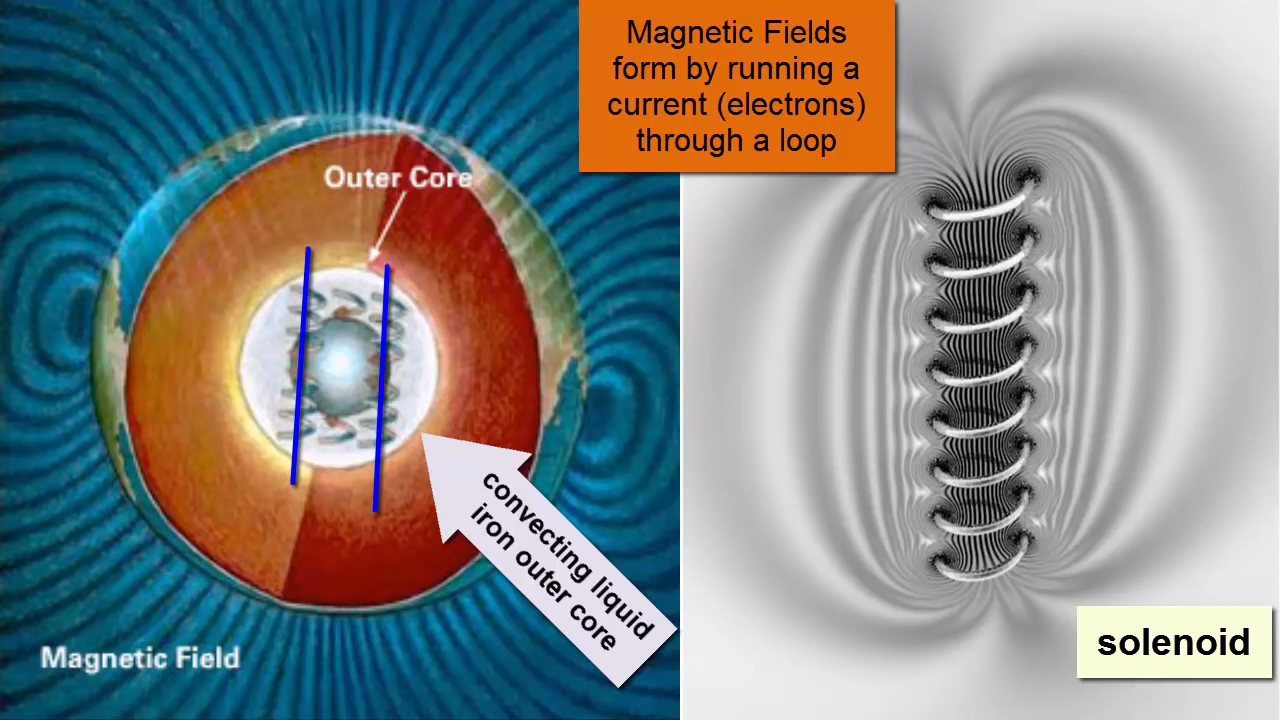 Magnetic Fields
form by running a
current (electrons)
through a loop
Outer Core
convecting liquid
iron outer core
Magnetic Field
solenoid